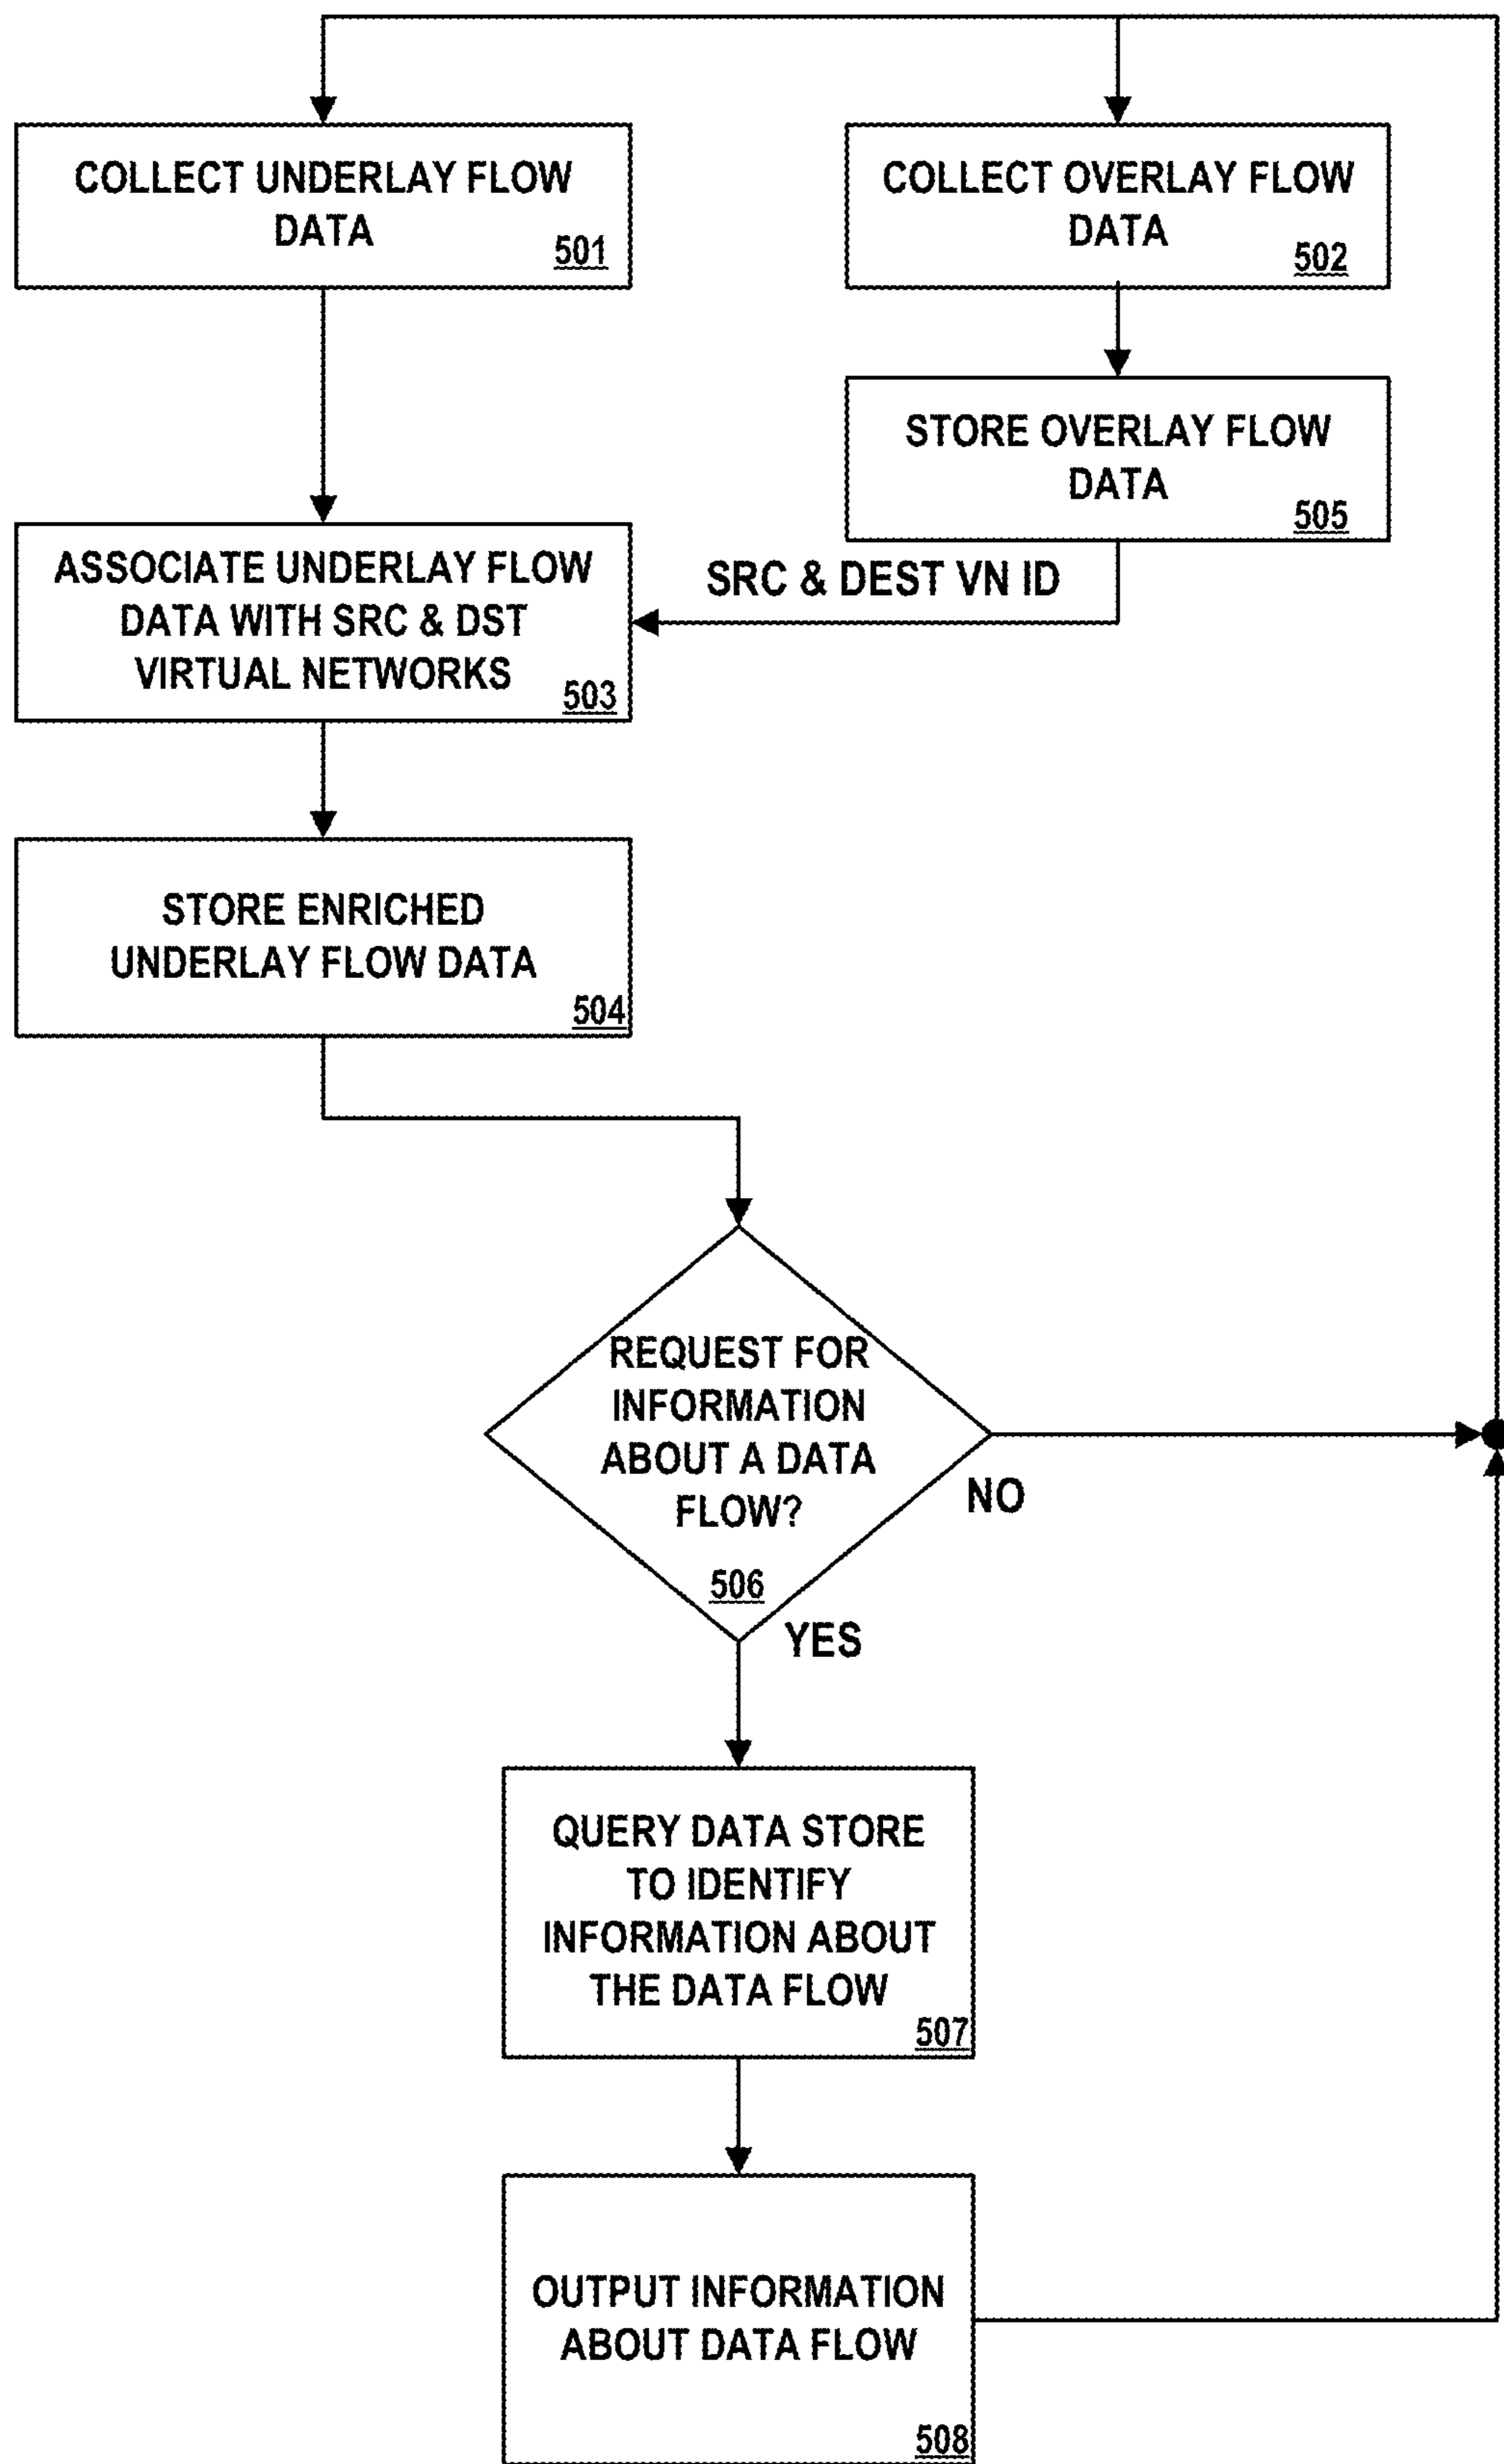 COLLECT UNDERLAY FLOW
DATA
501
COLLECT OVERLAY FLOW
DATA
502
STORE OVERLAY FLOW
DATA
505
SRC & DEST VN ID
ASSOCIATE UNDERLAY FLOW
DATA WITH SRC & DST
VIRTUAL NETWORKS
503
STORE ENRICHED
UNDERLAY FLOW DATA
504
REQUEST FOR
INFORMATION
ABOUT A DATA
FLOW?
506
NO
YES
QUERY DATA STORE
TO IDENTIFY
INFORMATION ABOUT
THE DATA FLOW
507
OUTPUT INFORMATION
ABOUT DATA FLOW
508